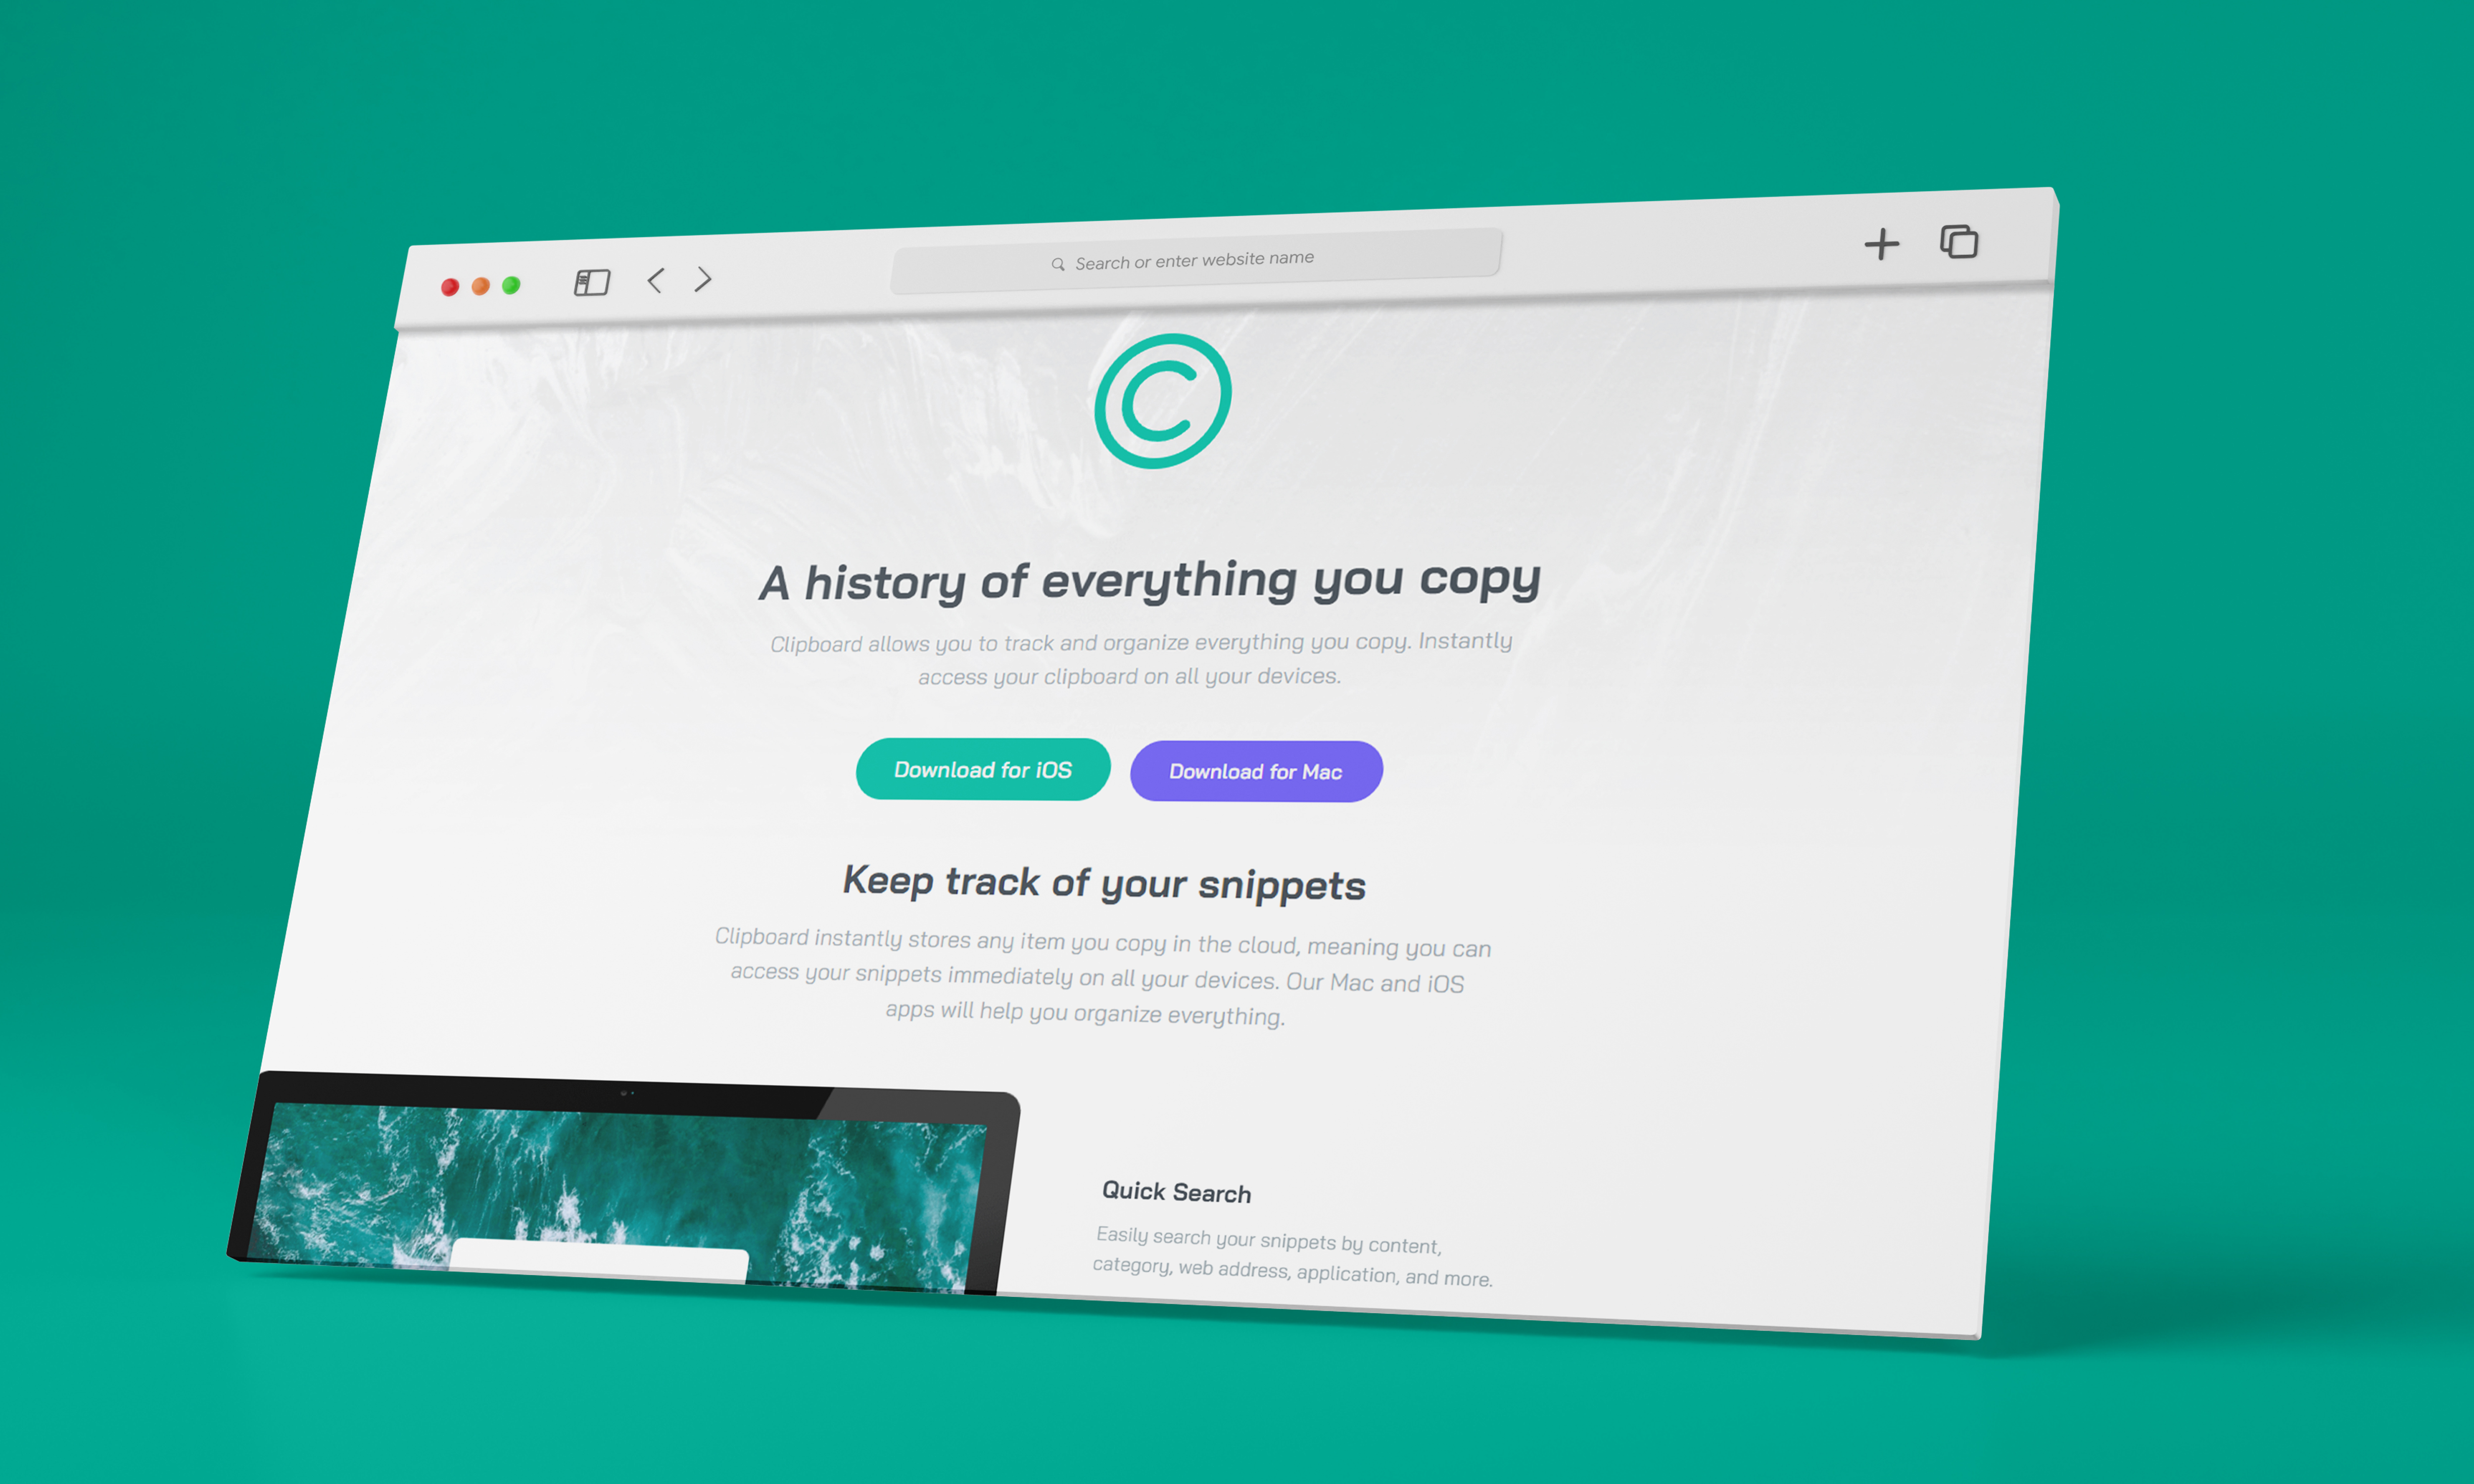 Search or enter website name
C
A history of everything you copy
Clipboard allows you to track and organize everything you copy. Instantly
access your clipboard on all your devices.
Download for iOS
Download for Mac
Keep track of your snippets
Clipboard instantly stores any item you copy in the cloud, meaning you can
access your snippets immediately on all your devices. Our Mac and iOS
apps will help you organize everything.
Quick Search
Easily search your snippets by content,
category, web address, application, and more.